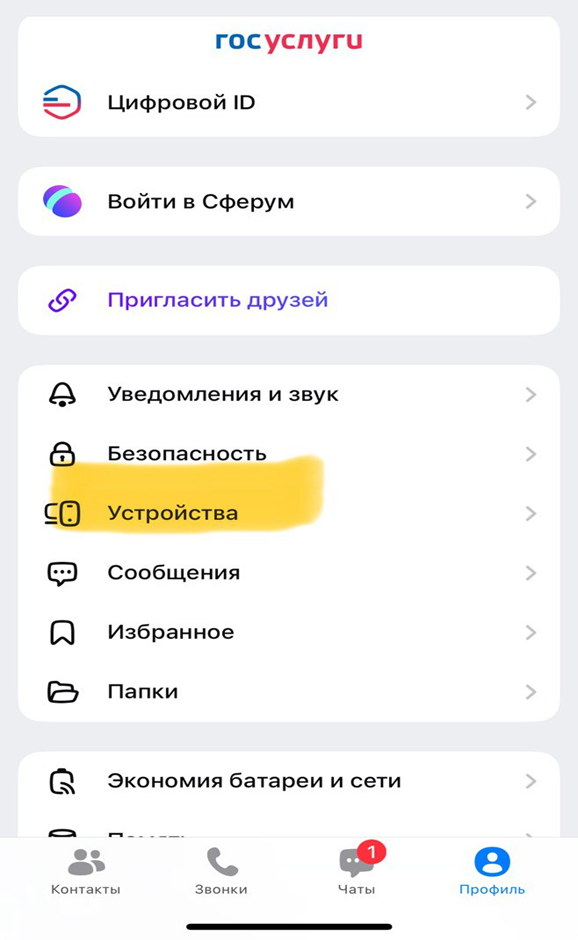 госуслуги
Цифровой ID
Войти в Сферум
Пригласить друзей
Уведомления и звук
Безопасность
Устройства
Сообщения
Избранное
Папки
Экономия батареи и сети
1
Контакты
Звонки
Чаты
Профиль